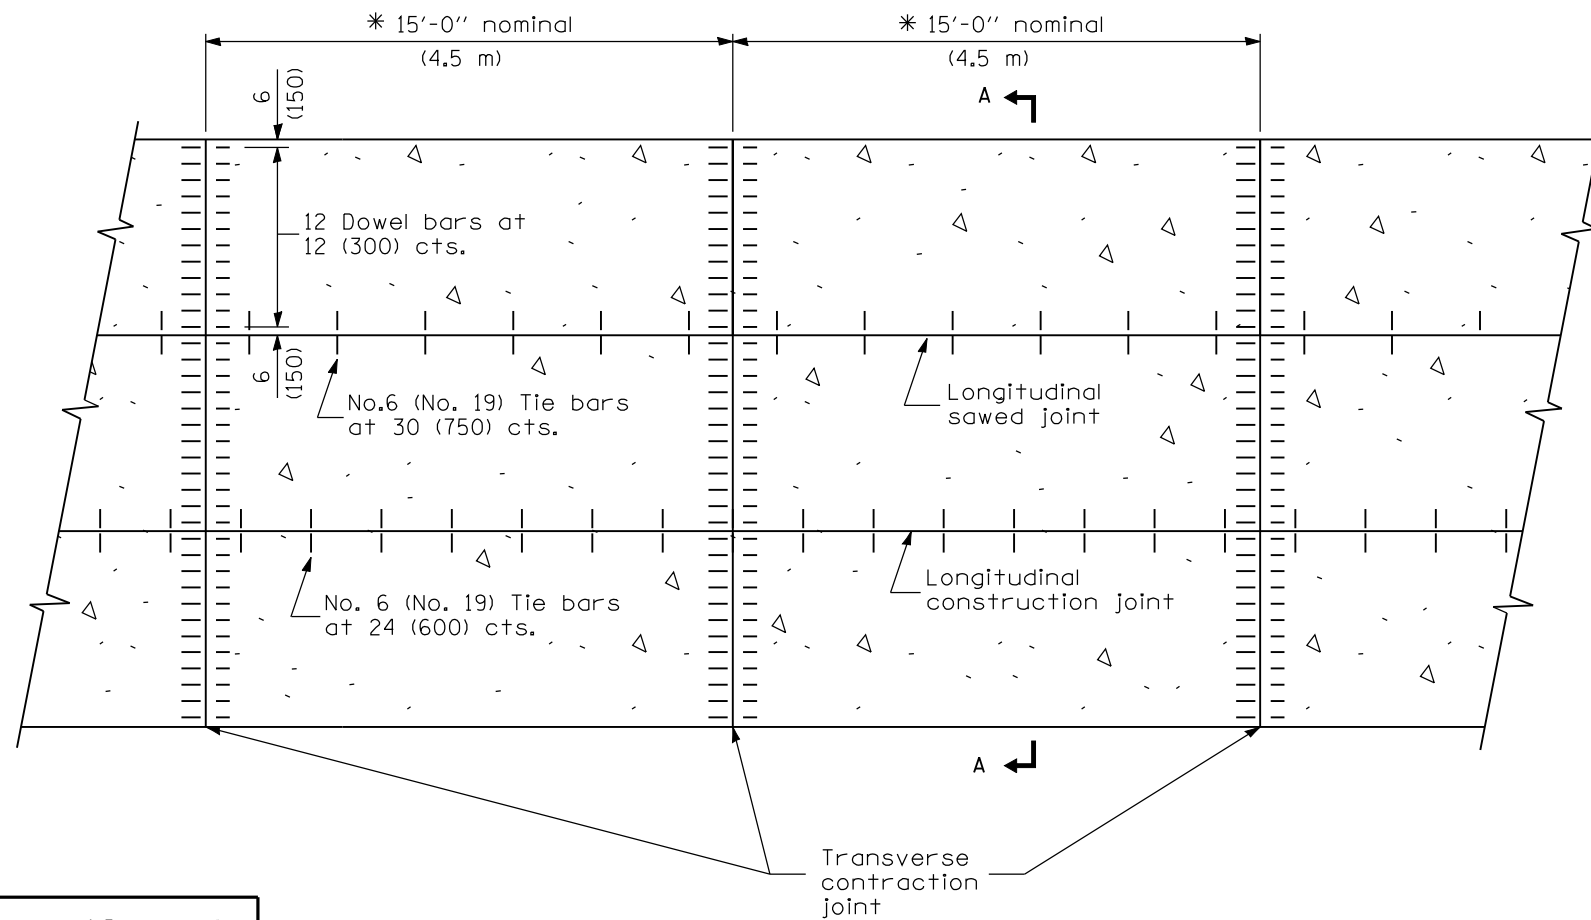 * 15'-0" nominal
(4.5 m)
* 15'-0" nominal
(4.5 m)
6
(150)
A
12 Dowel bars at
12 (300) cts.
6
(150)
No.6 (No. 19) Tie bars
at 30 (750) cts.
Longitudinal
sawed joint
No. 6 (No. 19) Tie bars
at 24 (600) cts.
Longitudinal
construction joint
A
Transverse
contraction
joint